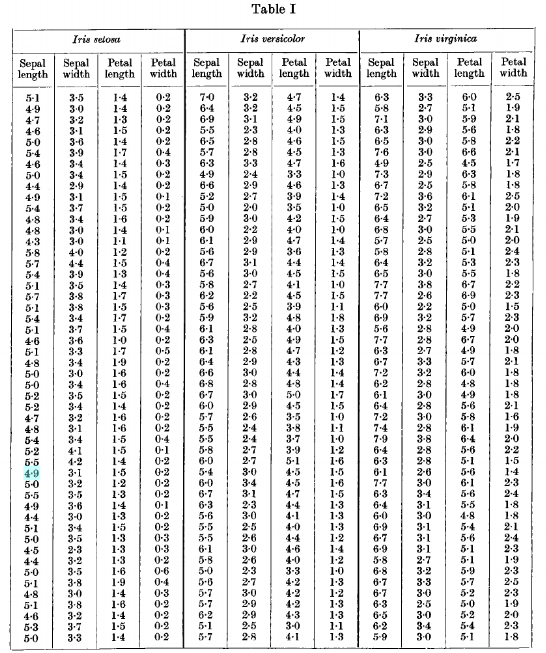 Table I
Iris setosa Iris versicolor Iris virginica
Sepal length Sepal width Petal length Petal width Sepal length Sepal width Petal length Petal width Sepal length Sepal width Petal length Petal width
5·1 3·5 1·4 0·2 7·0 3·2 4·7 1·4 6·3 3·3 6·0 2·5
4·9 3·0 1·4 0·2 6·4 3·2 4·5 1·5 5·8 2·7 5·1 1·9
4·7 3·2 1·3 0·2 6·9 3·1 4·9 1·5 7·1 3·0 5·9 2·1
4·6 3·1 1·5 0·2 5·5 2·3 4·0 1·3 6·3 2·9 5·6 1·8
5·0 3·6 1·4 0·2 6·5 2·8 4·6 1·5 6·5 3·0 5·8 2·2
5·4 3·9 1·7 0·4 5·7 2·8 4·5 1·3 7·6 3·0 6·6 2·1
4·6 3·4 1·4 0·3 6·3 3·3 4·7 1·6 4·9 2·5 4·5 1·7
5·0 3·4 1·5 0·2 4·9 2·4 3·3 1·0 7·3 2·9 6·3 1·8
4·4 2·9 1·4 0·2 6·6 2·9 4·6 1·3 6·7 2·5 5·8 1·8
4·9 3·1 1·5 0·1 5·2 2·7 3·9 1·4 7·2 3·6 6·1 2·5
5·4 3·7 1·5 0·2 5·0 2·0 3·5 1·0 6·5 3·2 5·1 2·0
4·8 3·4 1·6 0·2 5·9 3·0 4·2 1·5 6·4 2·7 5·3 1·9
4·8 3·0 1·4 0·1 6·0 2·2 4·0 1·0 6·8 3·0 5·5 2·1
4·3 3·0 1·1 0·1 6·1 2·9 4·7 1·4 5·7 2·5 5·0 2·0
5·8 4·0 1·2 0·2 5·6 2·9 3·6 1·3 5·8 2·8 5·1 2·4
5·7 4·4 1·5 0·4 6·7 3·1 4·4 1·4 6·4 3·2 5·3 2·3
5·4 3·9 1·3 0·4 5·6 3·0 4·5 1·5 6·5 3·0 5·5 1·8
5·1 3·5 1·4 0·3 5·8 2·7 4·1 1·0 7·7 3·8 6·7 2·2
5·7 3·8 1·7 0·3 6·2 2·2 4·5 1·5 7·7 2·6 6·9 2·3
5·1 3·8 1·5 0·3 5·6 2·5 3·9 1·1 6·0 2·2 5·0 1·5
5·4 3·4 1·7 0·2 5·9 3·2 4·8 1·8 6·9 3·2 5·7 2·3
5·1 3·7 1·5 0·4 6·1 2·8 4·0 1·3 5·6 2·8 4·9 2·0
4·6 3·6 1·0 0·2 6·3 2·5 4·9 1·5 7·7 2·8 6·7 2·0
5·1 3·3 1·7 0·5 6·1 2·8 4·7 1·2 6·3 2·7 4·9 1·8
4·8 3·4 1·9 0·2 6·4 2·9 4·3 1·3 6·7 3·3 5·7 2·1
5·0 3·0 1·6 0·2 6·6 3·0 4·4 1·4 7·2 3·2 6·0 1·8
5·0 3·4 1·6 0·4 6·8 2·8 4·8 1·4 6·2 2·8 4·8 1·8
5·2 3·5 1·5 0·2 6·7 3·0 5·0 1·7 6·1 3·0 4·9 1·8
5·2 3·4 1·4 0·2 6·0 2·9 4·5 1·5 6·4 2·8 5·6 2·1
4·7 3·2 1·6 0·2 5·7 2·6 3·5 1·0 7·2 3·0 5·8 1·6
4·8 3·1 1·6 0·2 5·5 2·4 3·8 1·1 7·4 2·8 6·1 1·9
5·4 3·4 1·5 0·4 5·5 2·4 3·7 1·0 7·9 3·8 6·4 2·0
5·2 4·1 1·5 0·1 5·8 2·7 3·9 1·2 6·4 2·8 5·6 2·2
5·5 4·2 1·4 0·2 6·0 2·7 5·1 1·6 6·3 2·8 5·1 1·5
4·9 3·1 1·5 0·2 5·4 3·0 4·5 1·5 6·1 2·6 5·6 1·4
5·0 3·2 1·2 0·2 6·0 3·4 4·5 1·6 7·7 3·0 6·1 2·3
5·5 3·5 1·3 0·2 6·7 3·1 4·7 1·5 6·3 3·4 5·6 2·4
4·9 3·6 1·4 0·1 6·3 2·3 4·4 1·3 6·4 3·1 5·5 1·8
4·4 3·0 1·3 0·2 5·6 3·0 4·1 1·3 6·0 3·0 4·8 1·8
5·1 3·4 1·5 0·2 5·5 2·5 4·0 1·3 6·9 3·1 5·4 2·1
5·0 3·5 1·3 0·3 5·5 2·6 4·4 1·2 6·7 3·1 5·6 2·4
4·5 2·3 1·3 0·3 6·1 3·0 4·6 1·4 6·9 3·1 5·1 2·3
4·4 3·2 1·3 0·2 5·8 2·6 4·0 1·2 5·8 2·7 5·1 1·9
5·0 3·5 1·6 0·6 5·0 2·3 3·3 1·0 6·8 3·2 5·9 2·3
5·1 3·8 1·9 0·4 5·6 2·7 4·2 1·3 6·7 3·3 5·7 2·5
4·8 3·0 1·4 0·3 5·7 3·0 4·2 1·2 6·7 3·0 5·2 2·3
5·1 3·8 1·6 0·2 5·7 2·9 4·2 1·3 6·3 2·5 5·0 1·9
4·6 3·2 1·4 0·2 6·2 2·9 4·3 1·3 6·5 3·0 5·2 2·0
5·3 3·7 1·5 0·2 5·1 2·5 3·0 1·1 6·2 3·4 5·4 2·3
5·0 3·3 1·4 0·2 5·7 2·8 4·1 1·3 5·9 3·0 5·1 1·8